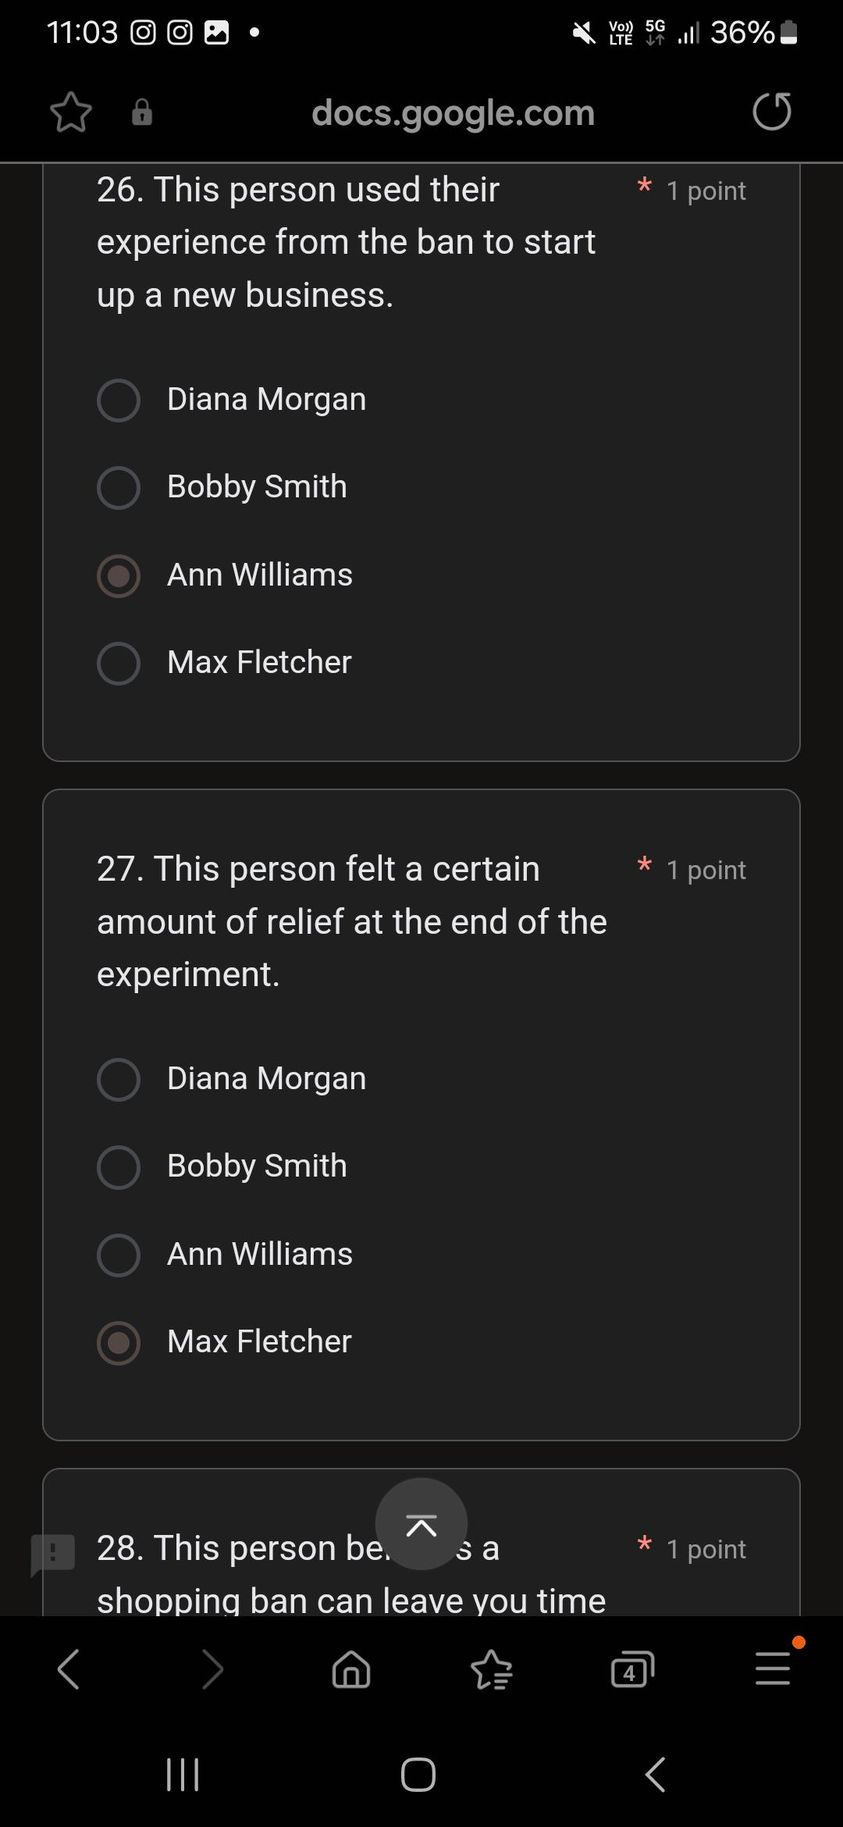 11:03
Vo)) LTE 5G 36%
docs.google.com
26. This person used their * 1 point
experience from the ban to start
up a new business.
Diana Morgan
Bobby Smith
Ann Williams
Max Fletcher
27. This person felt a certain * 1 point
amount of relief at the end of the
experiment.
Diana Morgan
Bobby Smith
Ann Williams
Max Fletcher
28. This person s a * 1 point
shopping ban can leave you time
4